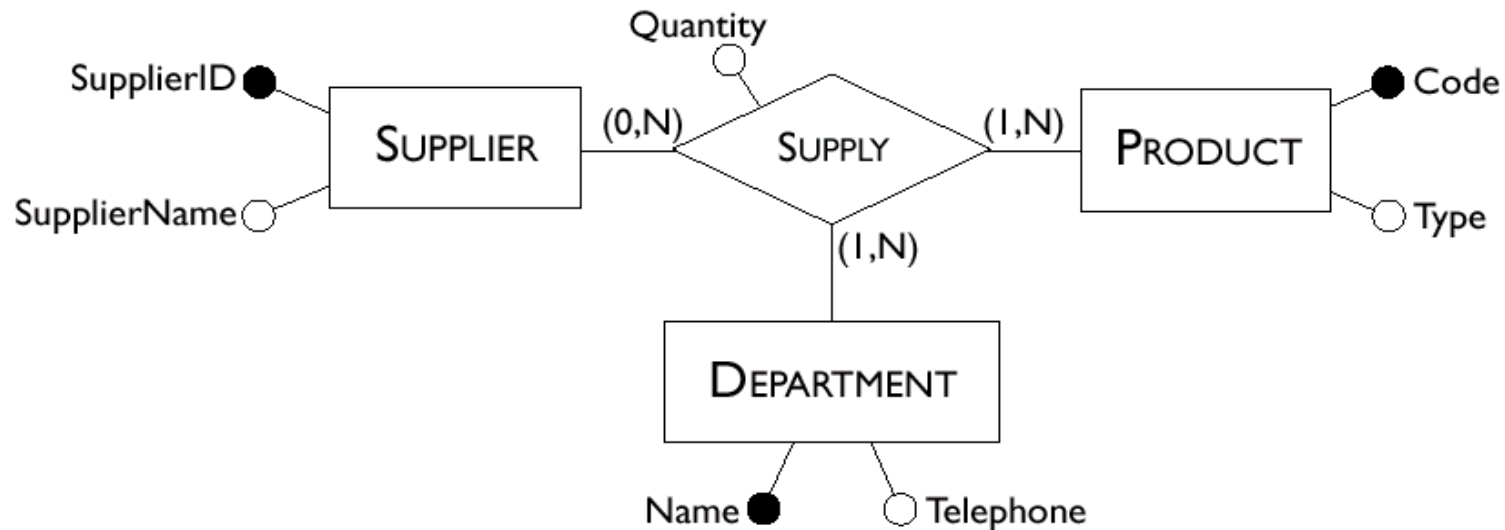 Quantity
SupplierID
Code
(0,N)
(1,N)
SUPPLIER
SUPPLY
PRODUCT
SupplierName
Type
(1,N)
DEPARTMENT
Name
Telephone